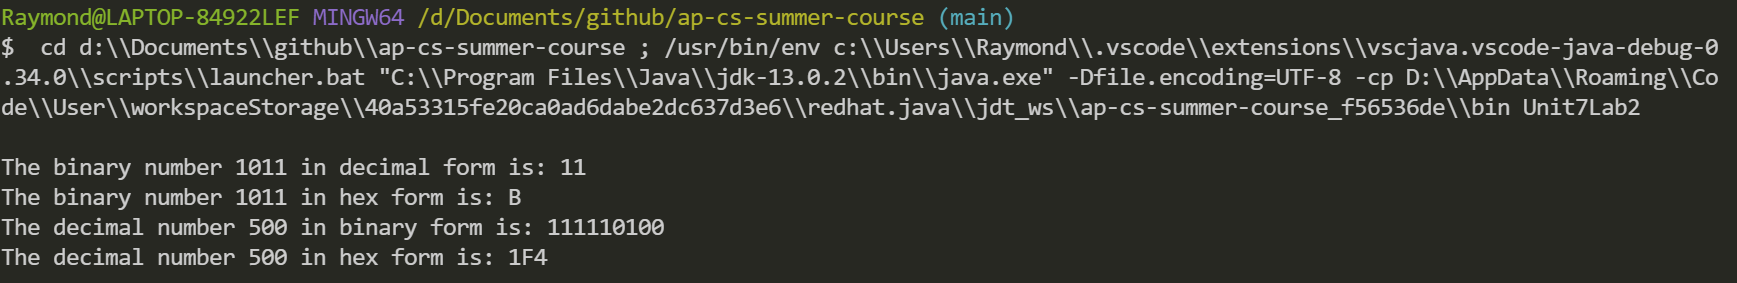 Raymond@LAPTOP-84922LEF MINGW64 /d/Documents/github/ap-cs-summer-course (main)
$  cd d:\\Documents\\github\\ap-cs-summer-course ; /usr/bin/env c:\\Users\\Raymond\\.vscode\\extensions\\vscjava.vscode-java-debug-0
.34.0\\scripts\\launcher.bat "C:\\Program Files\\Java\\jdk-13.0.2\\bin\\java.exe" -Dfile.encoding=UTF-8 -cp D:\\AppData\\Roaming\\Co
de\\User\\workspaceStorage\\40a53315fe20ca0ad6dabe2dc637d3e6\\redhat.java\\jdt_ws\\ap-cs-summer-course_f56536de\\bin Unit7Lab2
The binary number 1011 in decimal form is: 11
The binary number 1011 in hex form is: B
The decimal number 500 in binary form is: 111110100
The decimal number 500 in hex form is: 1F4